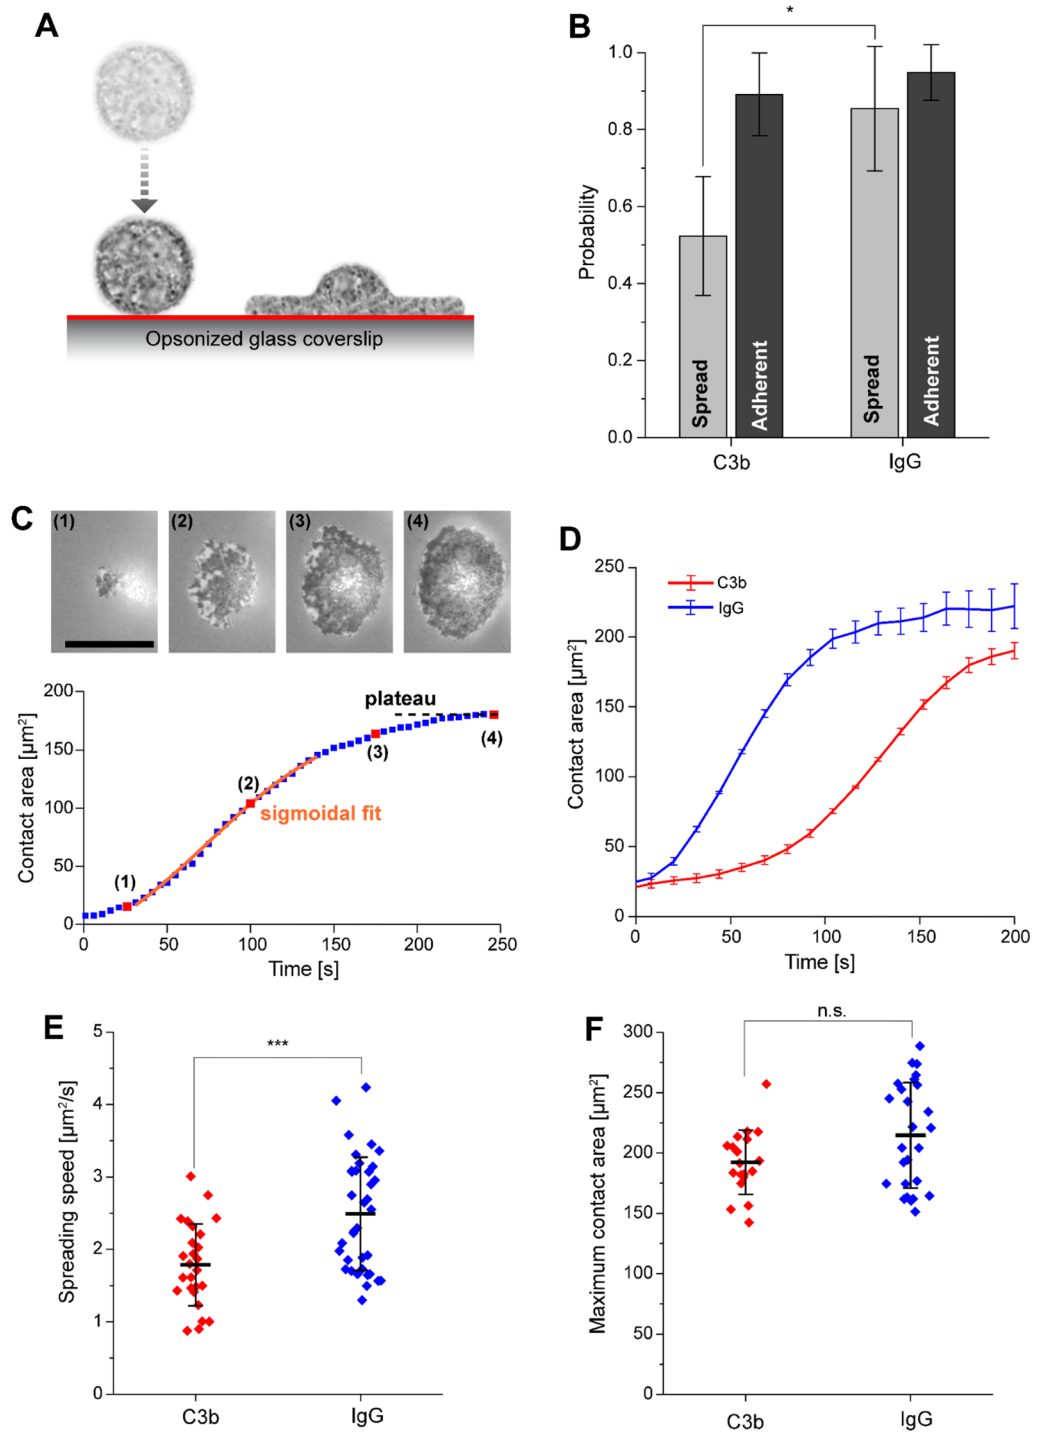 A
Opsonized glass coverslip
B
*
1.0
0.8
0.6
0.4
0.2
0.0
Probability
Spread
Adherent
Spread
Adherent
C3b
IgG
C
(1)
(2)
(3)
(4)
200
150
100
50
0
Contact area [µm²]
plateau
(4)
(3)
(2)
sigmoidal fit
(1)
0
50
100
150
200
250
Time [s]
D
250
200
150
100
50
0
Contact area [µm²]
C3b
IgG
0
50
100
150
200
Time [s]
E
***
5
4
3
2
1
0
Spreading speed [µm²/s]
C3b
IgG
F
n.s.
300
250
200
150
100
50
0
Maximum contact area [µm²]
C3b
IgG